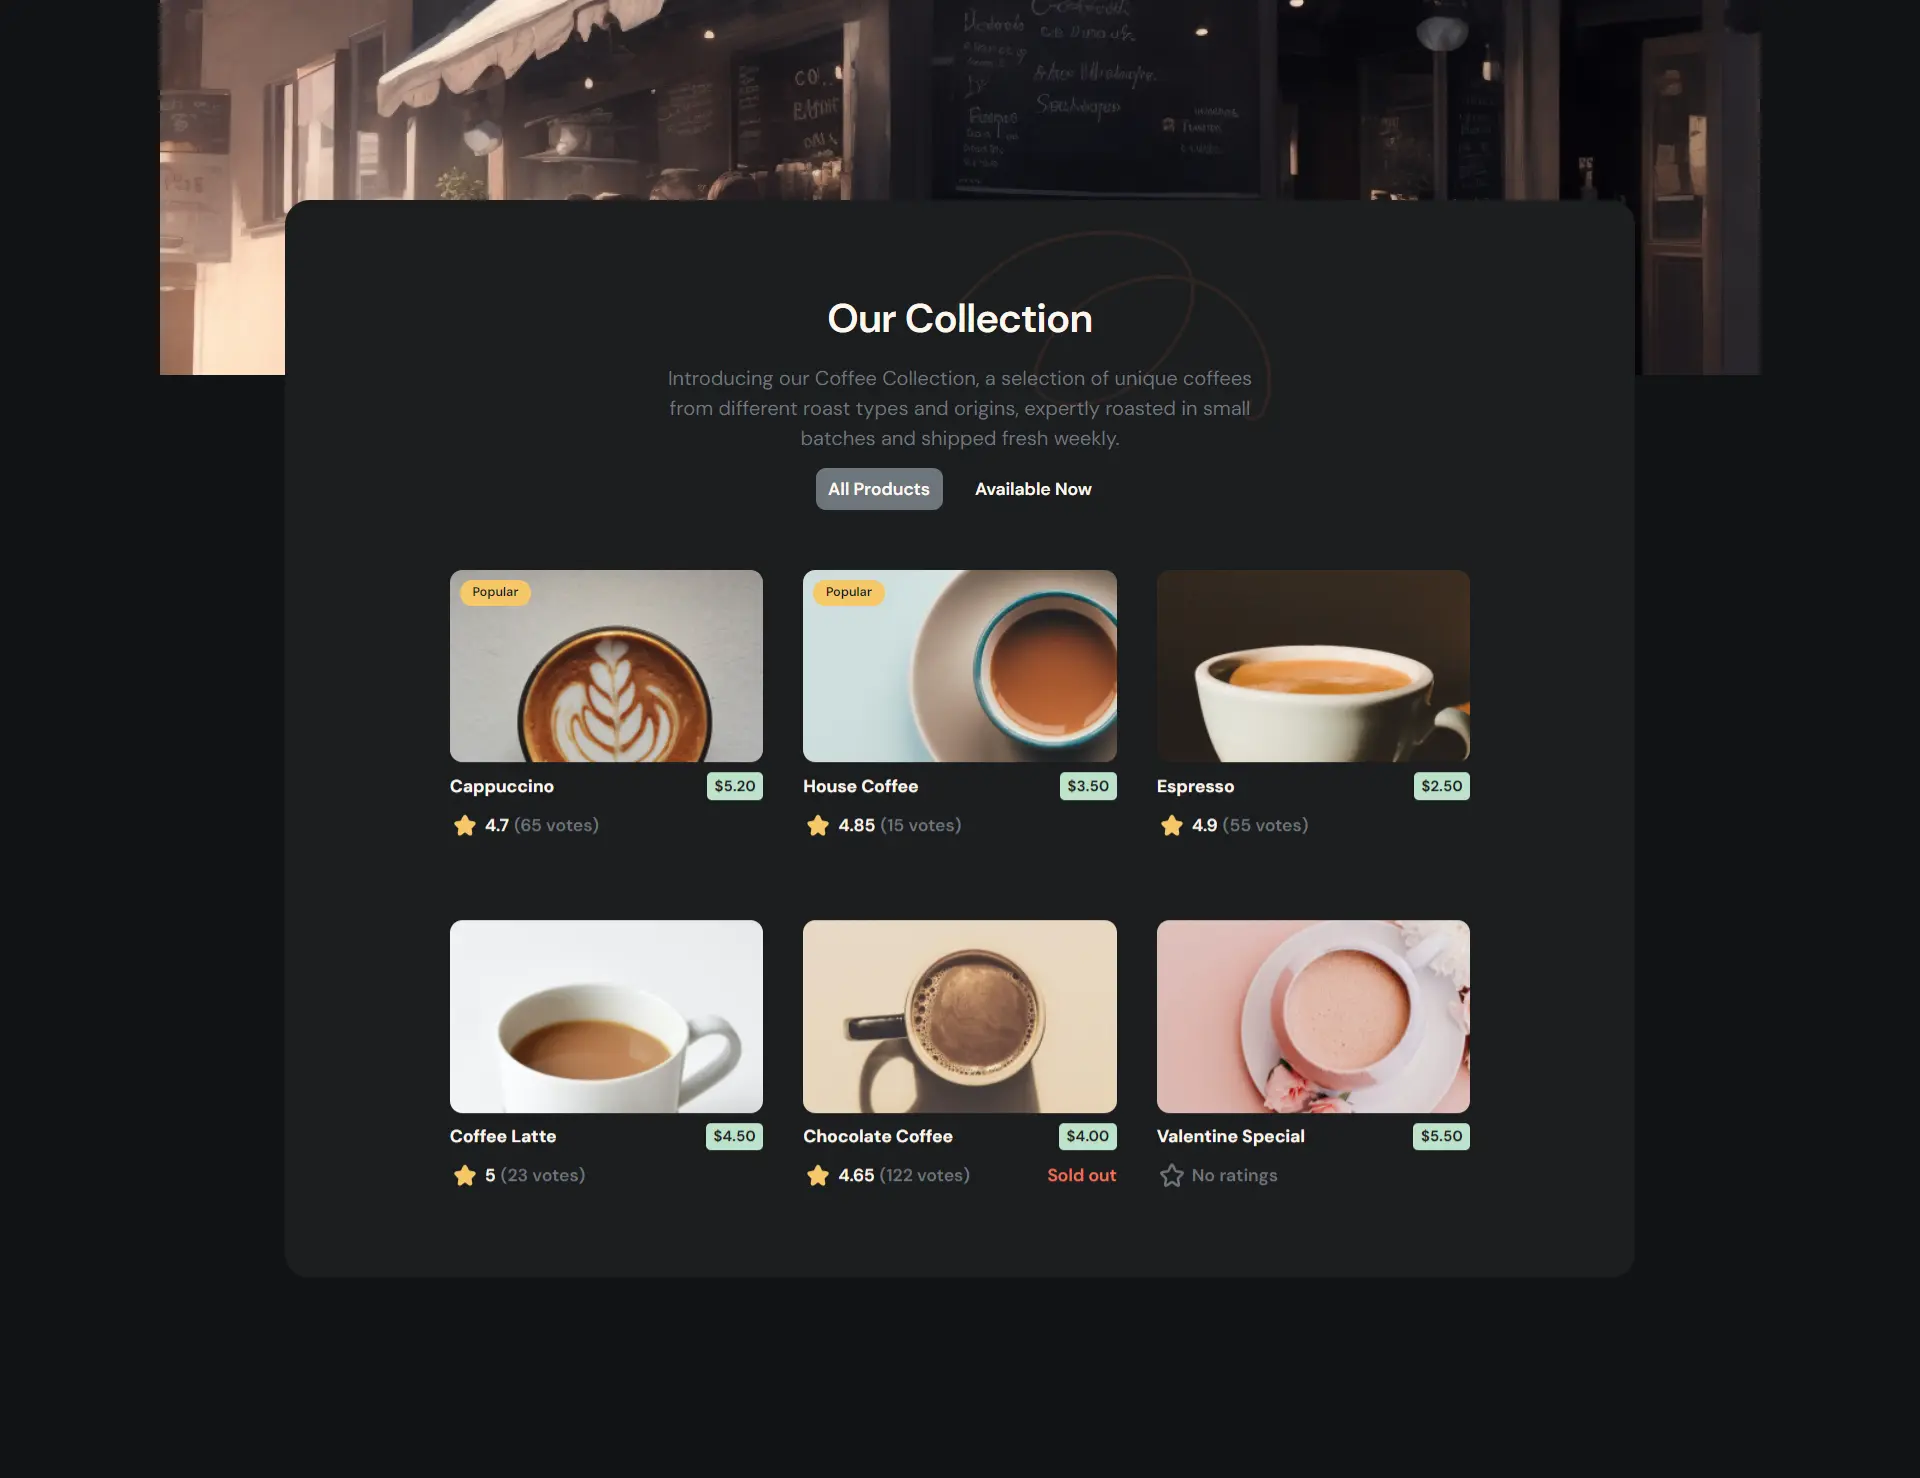 Our Collection
Introducing our Coffee Collection, a selection of unique coffees
from different roast types and origins, expertly roasted in small
batches and shipped fresh weekly.
All Products Available Now
Popular
Popular
Cappuccino $5.20
4.7 (65 votes)
House Coffee $3.50
4.85 (15 votes)
Espresso $2.50
4.9 (55 votes)
Coffee Latte $4.50
5 (23 votes)
Chocolate Coffee $4.00
4.65 (122 votes) Sold out
Valentine Special $5.50
No ratings